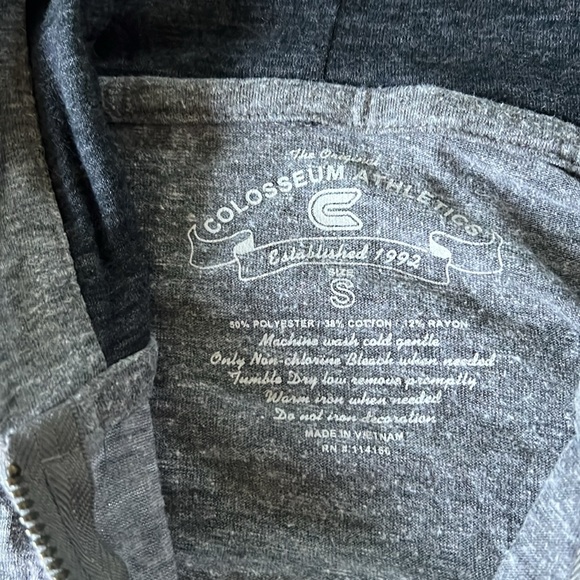 The Original
COLOSSEUM ATHLETICS
Established 1992
SIZE
S
50% POLYESTER / 38% COTTON / 12% RAYON
Machine wash cold gentle
Only Non-chlorine Bleach when needed
Tumble Dry low remove promptly
Warm iron when needed
Do not iron decoration
MADE IN VIETNAM
RN #:114160